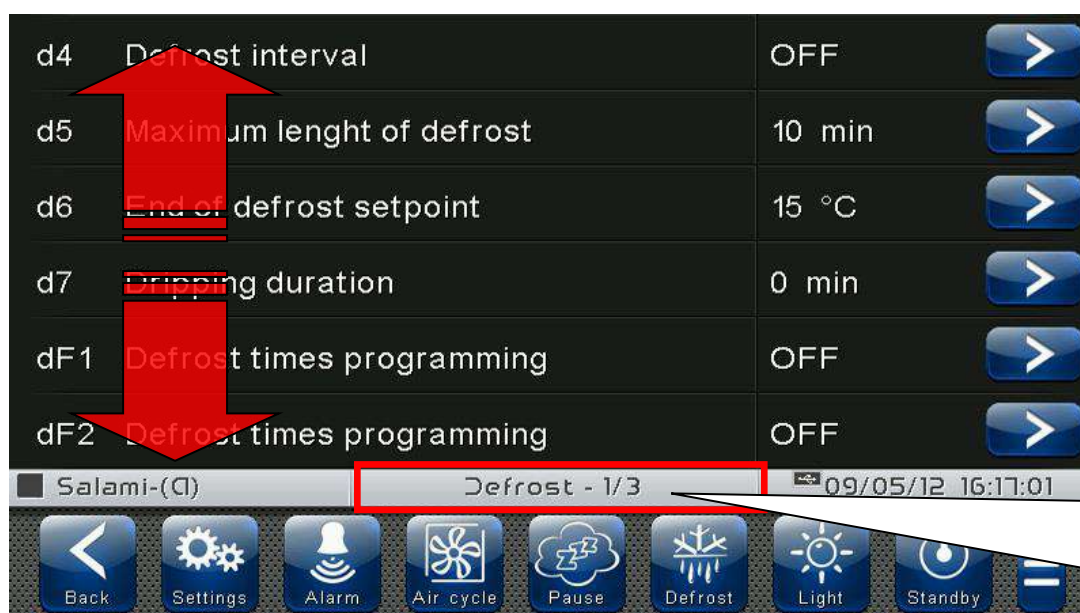 d4 Defrost interval OFF
d5 Maximum lenght of defrost 10 min
d6 End of defrost setpoint 15 °C
d7 Dripping duration 0 min
dF1 Defrost times programming OFF
dF2 Defrost times programming OFF
Salami-(A) Defrost - 1/3 09/05/12 16:17:01
Back Settings Alarm Air cycle Pause Defrost Light Standby